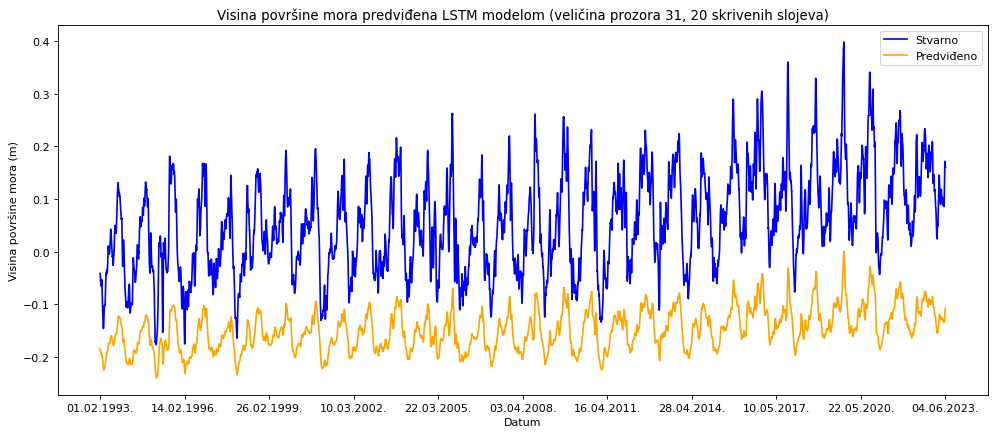 Visina površine mora predviđena LSTM modelom (veličina prozora 31, 20 skrivenih slojeva)
Stvarno
Predviđeno
Visina površine mora (m)
0.4
0.3
0.2
0.1
0.0
−0.1
−0.2
01.02.1993. 14.02.1996. 26.02.1999. 10.03.2002. 22.03.2005. 03.04.2008. 16.04.2011. 28.04.2014. 10.05.2017. 22.05.2020. 04.06.2023.
Datum